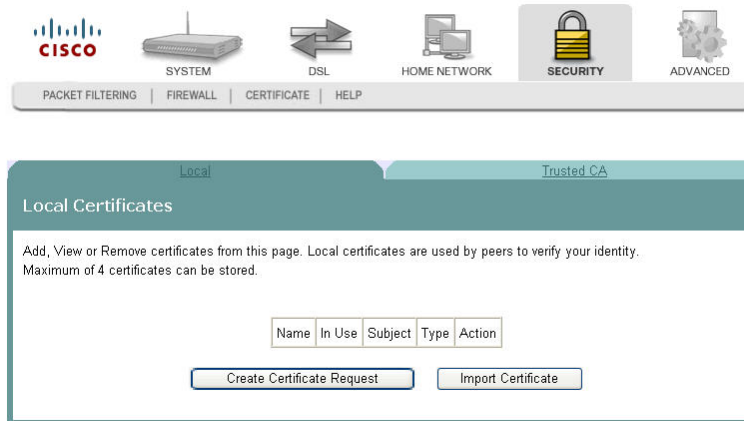 CISCO
SYSTEM DSL HOME NETWORK SECURITY ADVANCED
PACKET FILTERING | FIREWALL | CERTIFICATE | HELP
Local Trusted CA
Local Certificates
Add, View or Remove certificates from this page. Local certificates are used by peers to verify your identity.
Maximum of 4 certificates can be stored.
Name In Use Subject Type Action
Create Certificate Request Import Certificate